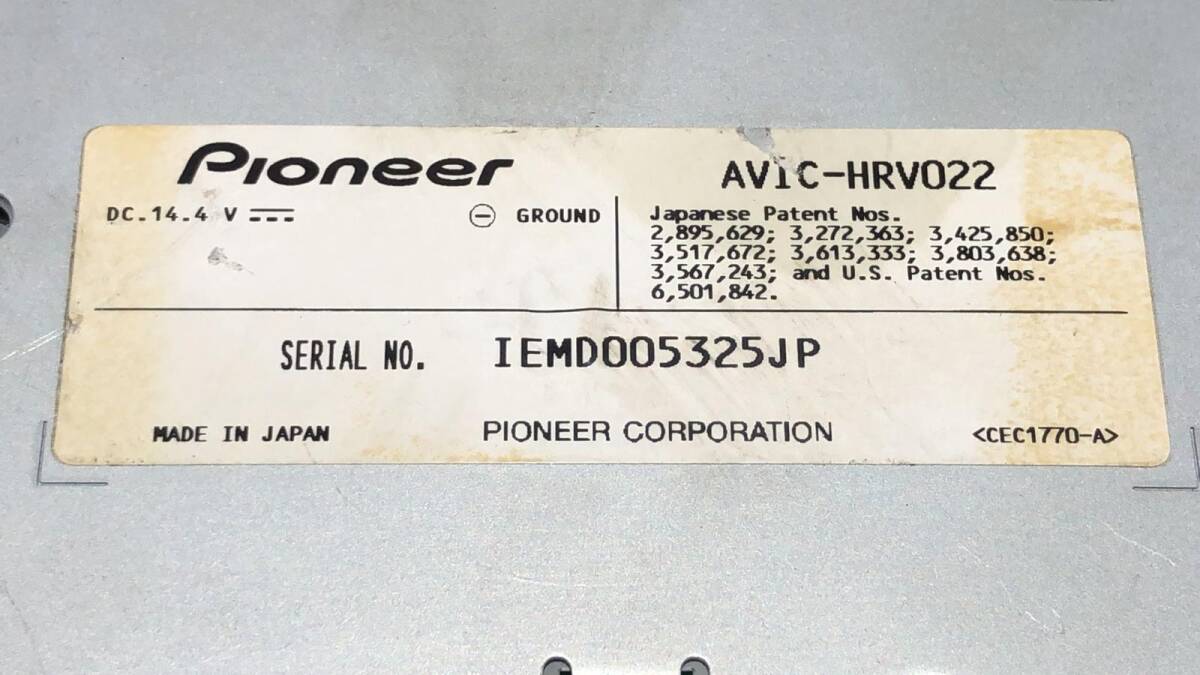 Pioneer
AVIC-HRV022
DC.14.4 V
GROUND
Japanese Patent Nos.
2,895,629; 3,272,363; 3,425,850;
3,517,672; 3,613,333; 3,803,638;
3,567,243; and U.S. Patent Nos.
6,501,842.
SERIAL NO. IEMD005325JP
MADE IN JAPAN PIONEER CORPORATION <CEC1770-A>